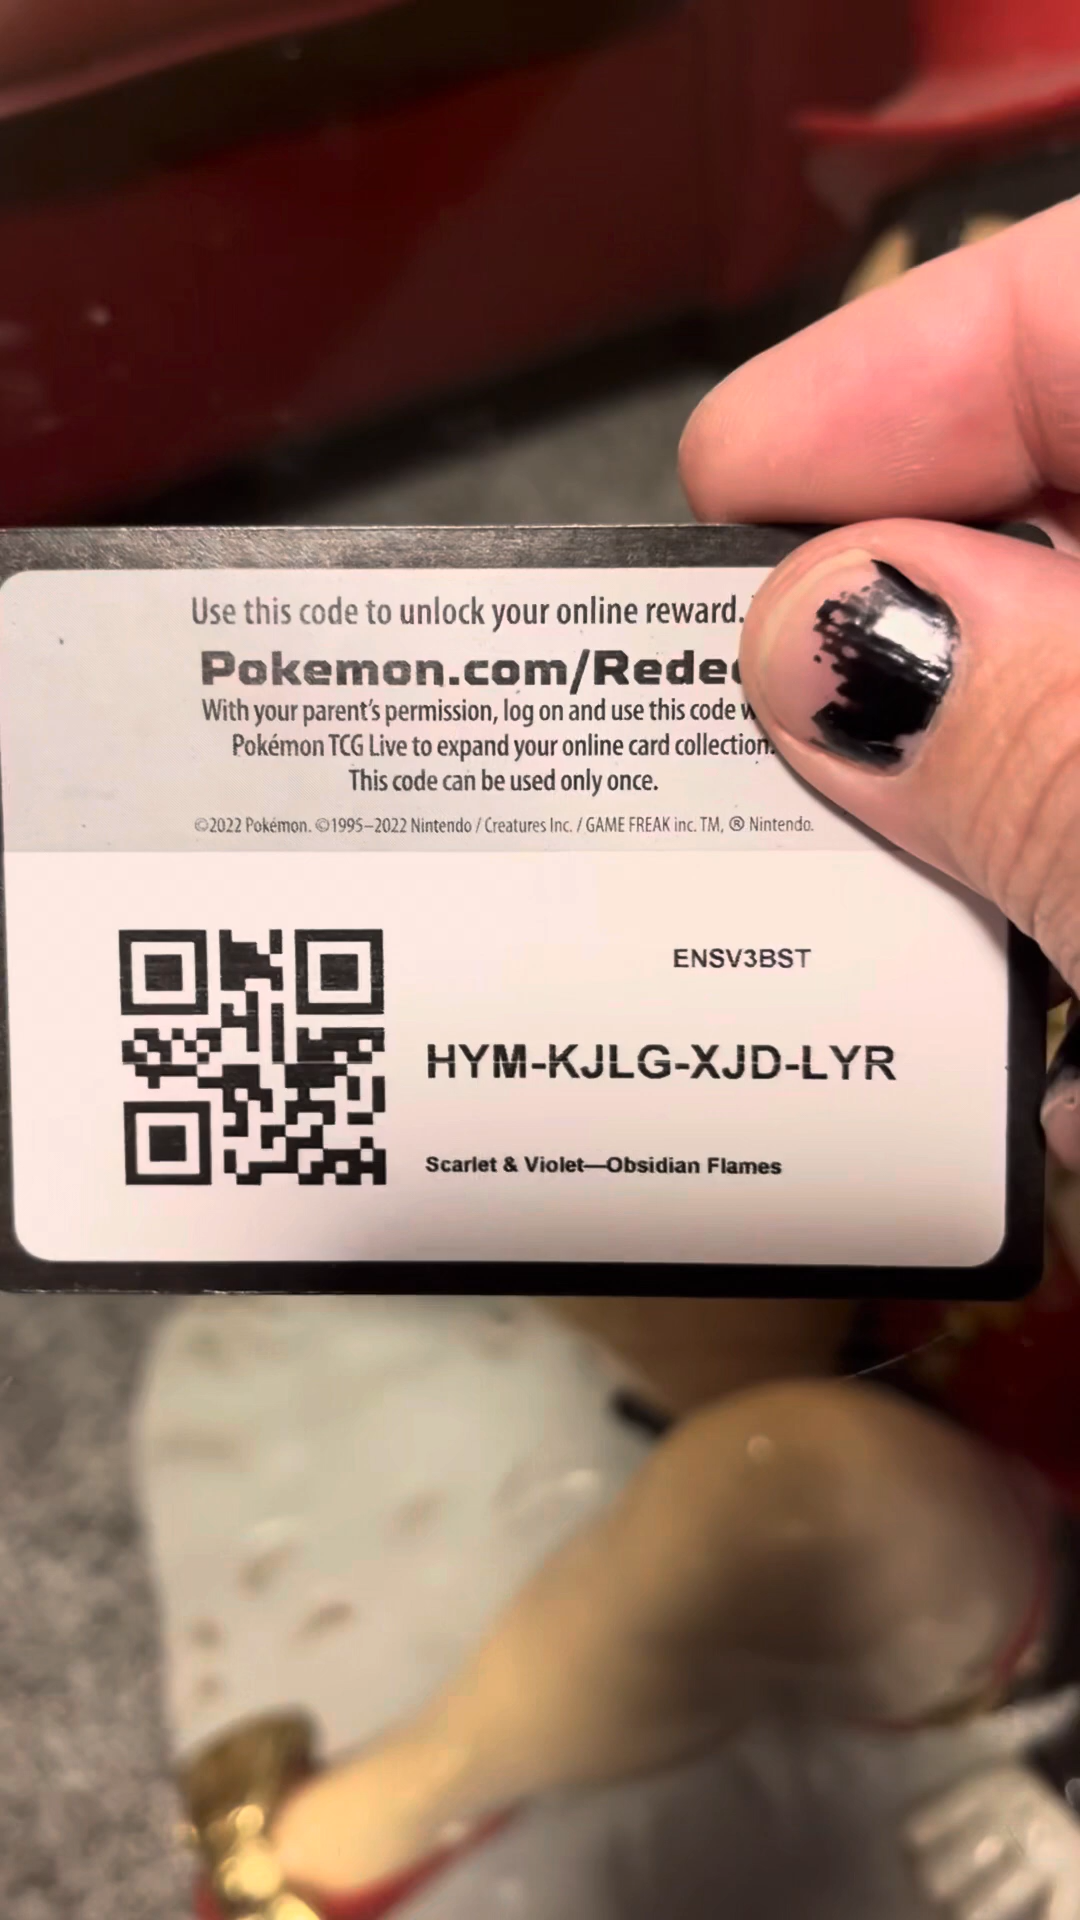 Use this code to unlock your online reward.
Pokemon.com/Rede
With your parent's permission, log on and use this code w
Pokémon TCG Live to expand your online card collection.
This code can be used only once.
©2022 Pokémon. ©1995–2022 Nintendo / Creatures Inc. / GAME FREAK inc. TM, ® Nintendo.
ENSV3BST
HYM-KJLG-XJD-LYR
Scarlet & Violet—Obsidian Flames